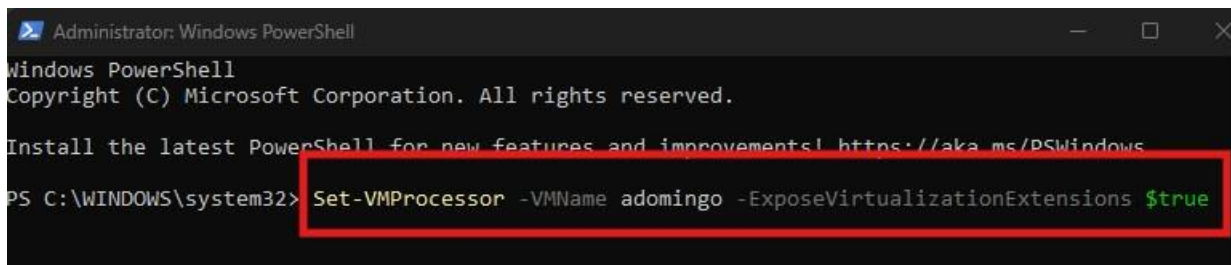 Administrator: Windows PowerShell
Windows PowerShell
Copyright (C) Microsoft Corporation. All rights reserved.
Install the latest PowerShell for new features and improvements! https://aka.ms/PSWindows
PS C:\WINDOWS\system32> Set-VMProcessor -VMName adomingo -ExposeVirtualizationExtensions $true